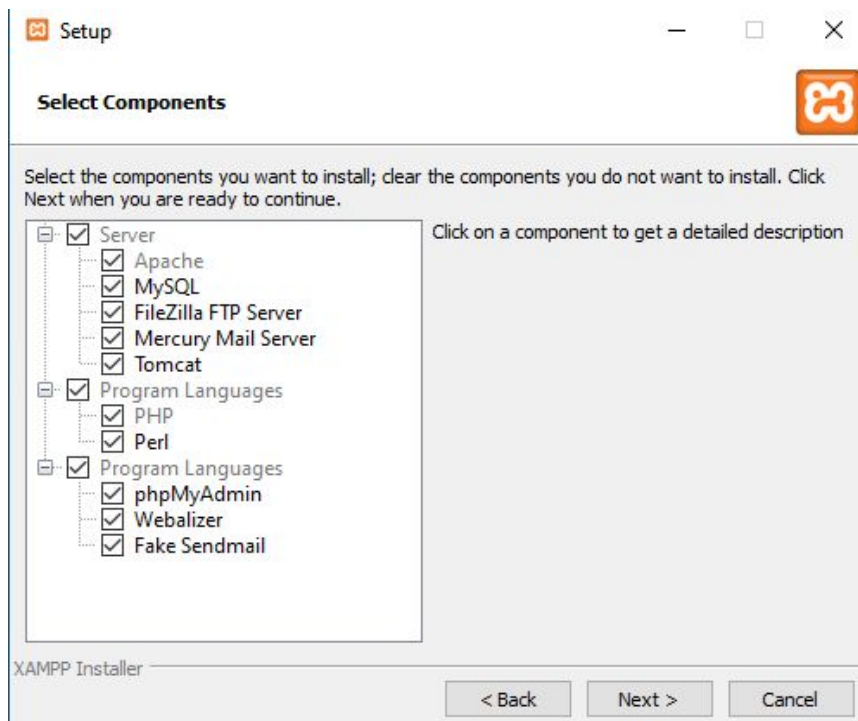 Setup
Select Components
Select the components you want to install; clear the components you do not want to install. Click
Next when you are ready to continue.
Server
Apache
MySQL
FileZilla FTP Server
Mercury Mail Server
Tomcat
Program Languages
PHP
Perl
Program Languages
phpMyAdmin
Webalizer
Fake Sendmail
Click on a component to get a detailed description
XAMPP Installer
< Back
Next >
Cancel